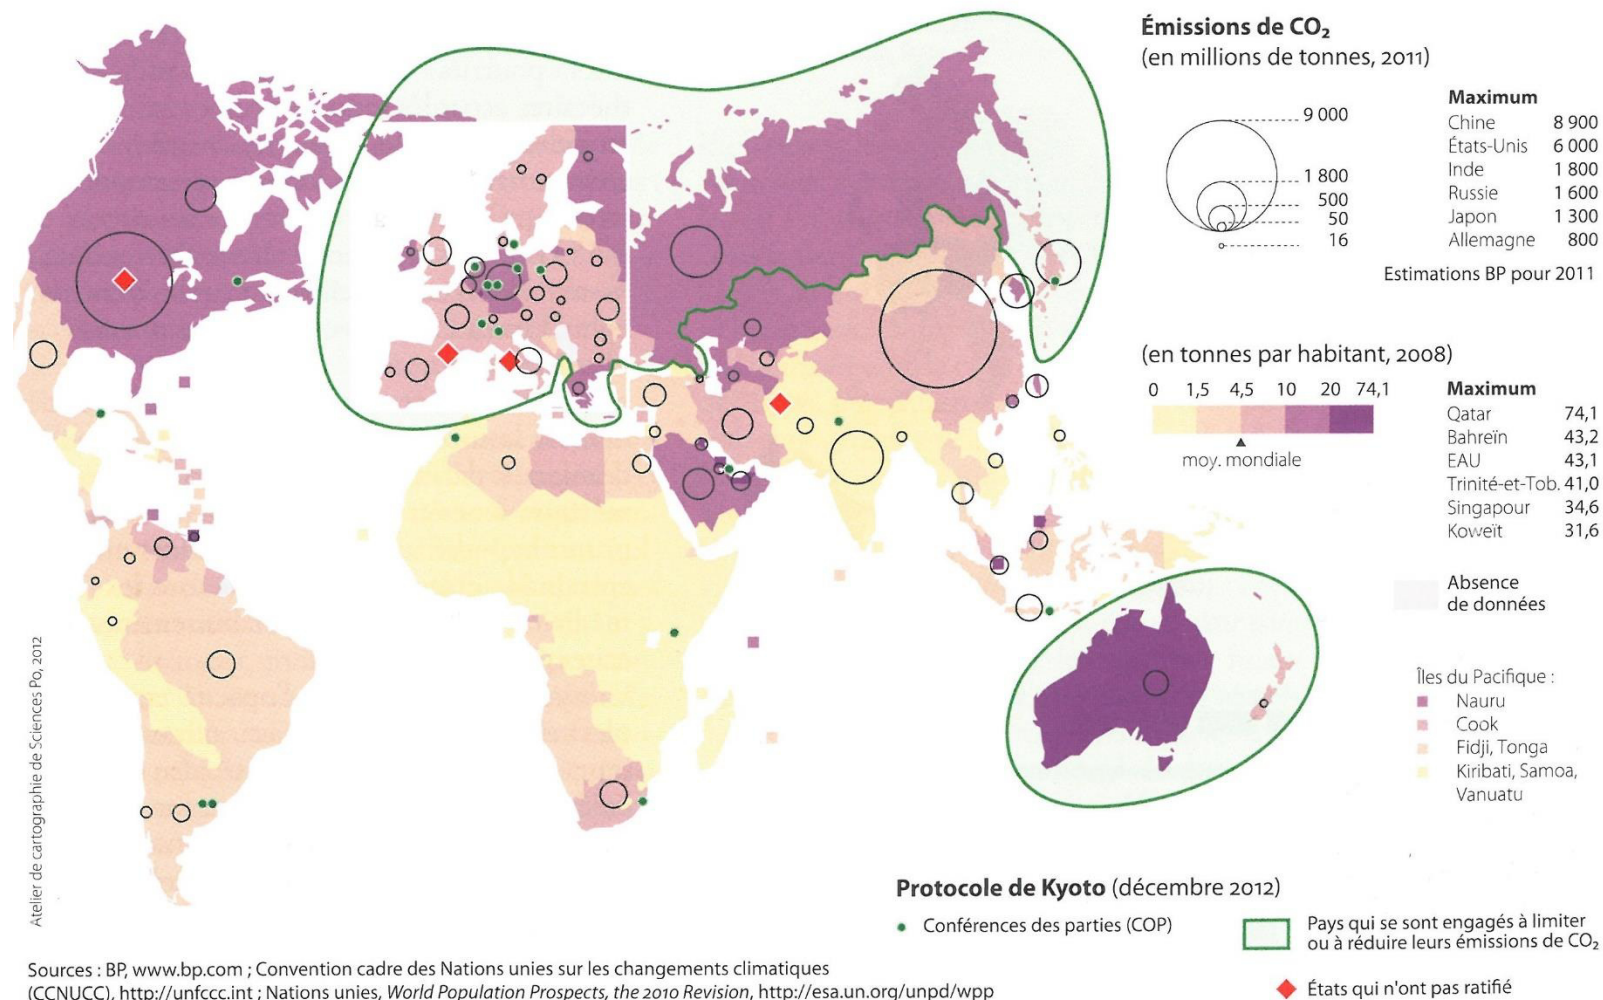 Émissions de CO₂
(en millions de tonnes, 2011)
9 000
1 800
500
50
16
Maximum
Chine 8 900
États-Unis 6 000
Inde 1 800
Russie 1 600
Japon 1 300
Allemagne 800
Estimations BP pour 2011
(en tonnes par habitant, 2008)
0 1,5 4,5 10 20 74,1
moy. mondiale
Maximum
Qatar 74,1
Bahreïn 43,2
EAU 43,1
Trinité-et-Tob. 41,0
Singapour 34,6
Koweït 31,6
Absence
de données
Îles du Pacifique :
Nauru
Cook
Fidji, Tonga
Kiribati, Samoa,
Vanuatu
Atelier de cartographie de Sciences Po, 2012
Protocole de Kyoto (décembre 2012)
Conférences des parties (COP)
Pays qui se sont engagés à limiter
ou à réduire leurs émissions de CO₂
États qui n'ont pas ratifié
Sources : BP, www.bp.com ; Convention cadre des Nations unies sur les changements climatiques
(CCNUCC), http://unfccc.int ; Nations unies, World Population Prospects, the 2010 Revision, http://esa.un.org/unpd/wpp